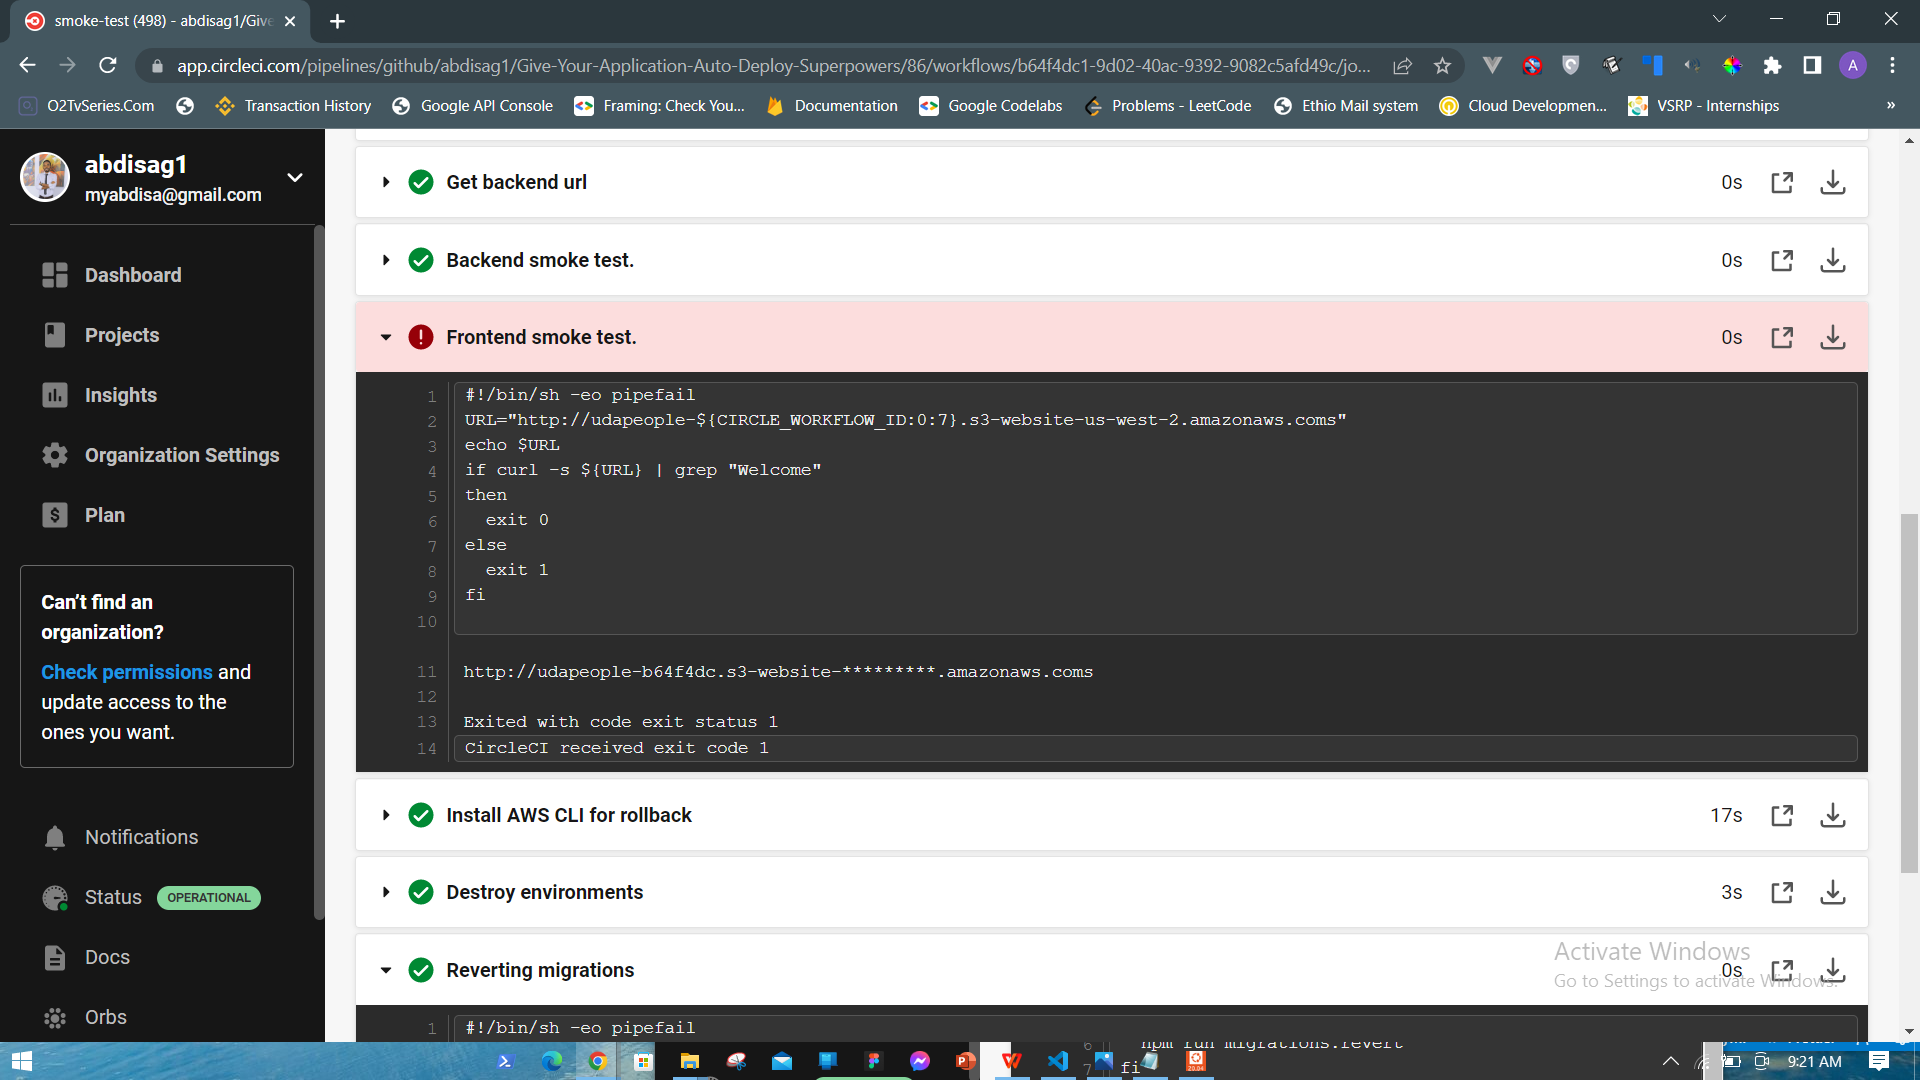 smoke-test (498) - abdisag1/Give
app.circleci.com/pipelines/github/abdisag1/Give-Your-Application-Auto-Deploy-Superpowers/86/workflows/b64f4dc1-9d02-40ac-9392-9082c5afd49c/jo...
A
O2TvSeries.Com
Transaction History
Google API Console
Framing: Check You...
Documentation
Google Codelabs
Problems - LeetCode
Ethio Mail system
Cloud Developmen...
VSRP - Internships
»
abdisag1
myabdisa@gmail.com
Dashboard
Projects
Insights
Organization Settings
Plan
Can't find an
organization?
Check permissions and
update access to the
ones you want.
Notifications
Status OPERATIONAL
Docs
Orbs
Get backend url 0s
Backend smoke test. 0s
Frontend smoke test. 0s
1 #!/bin/sh -eo pipefail
2 URL="http://udapeople-${CIRCLE_WORKFLOW_ID:0:7}.s3-website-us-west-2.amazonaws.coms"
3 echo $URL
4 if curl -s ${URL} | grep "Welcome"
5 then
6 exit 0
7 else
8 exit 1
9 fi
10
11 http://udapeople-b64f4dc.s3-website-*********.amazonaws.coms
12
13 Exited with code exit status 1
14 CircleCI received exit code 1
Install AWS CLI for rollback 17s
Destroy environments 3s
Reverting migrations 0s
Activate Windows
Go to Settings to activate Windows.
1 #!/bin/sh -eo pipefail
6 npm run migrations:revert
7 fi
20.04
9:21 AM